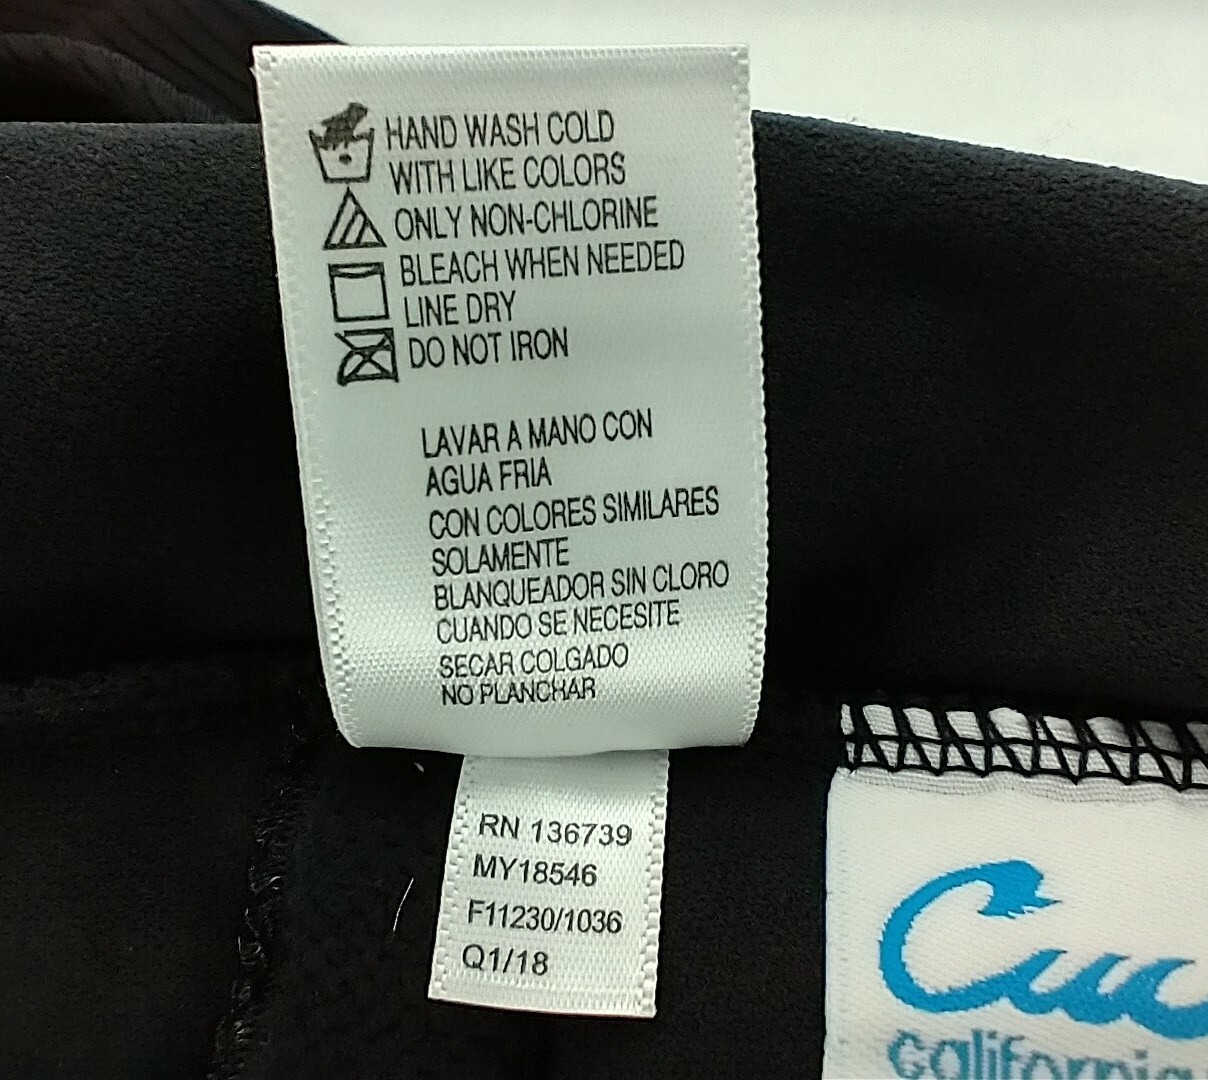 HAND WASH COLD
WITH LIKE COLORS
ONLY NON-CHLORINE
BLEACH WHEN NEEDED
LINE DRY
DO NOT IRON
LAVAR A MANO CON
AGUA FRIA
CON COLORES SIMILARES
SOLAMENTE
BLANQUEADOR SIN CLORO
CUANDO SE NECESITE
SECAR COLGADO
NO PLANCHAR
RN 136739
MY18546
F11230/1036
Q1/18
california